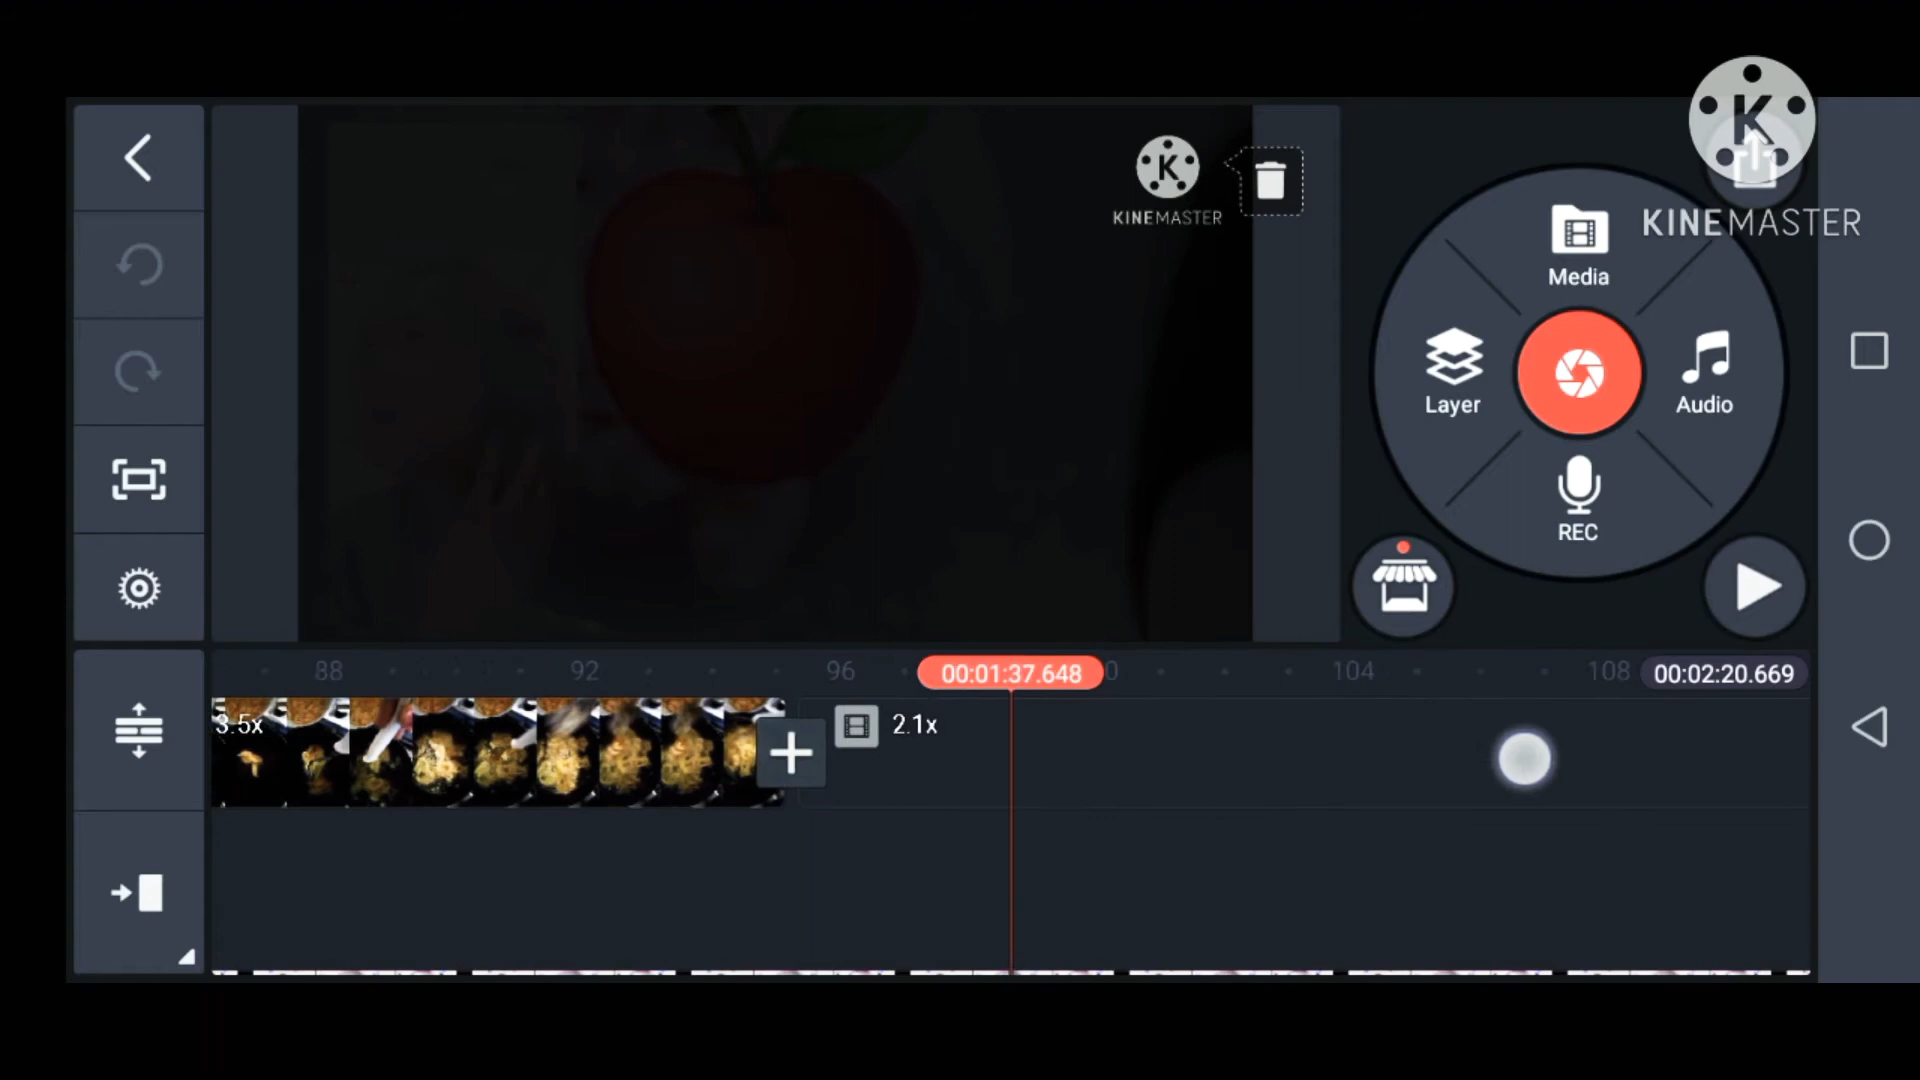 KINEMASTER
KINEMASTER
Media
Layer
Audio
REC
88
92
96
00:01:37.648
0
104
108
00:02:20.669
3.5x
2.1x